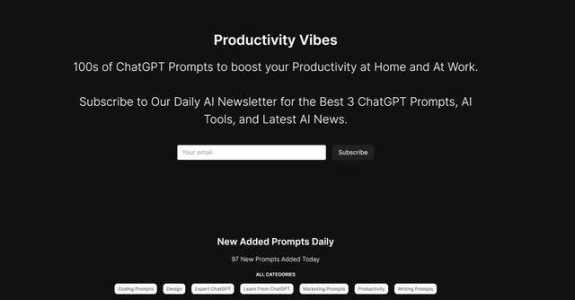 Productivity Vibes
100s of ChatGPT Prompts to boost your Productivity at Home and At Work.
Subscribe to Our Daily AI Newsletter for the Best 3 ChatGPT Prompts, AI
Tools, and Latest AI News.
Your email Subscribe
New Added Prompts Daily
97 New Prompts Added Today
ALL CATEGORIES
Coding Prompts Design Expert ChatGPT Learn From ChatGPT Marketing Prompts Productivity Writing Prompts